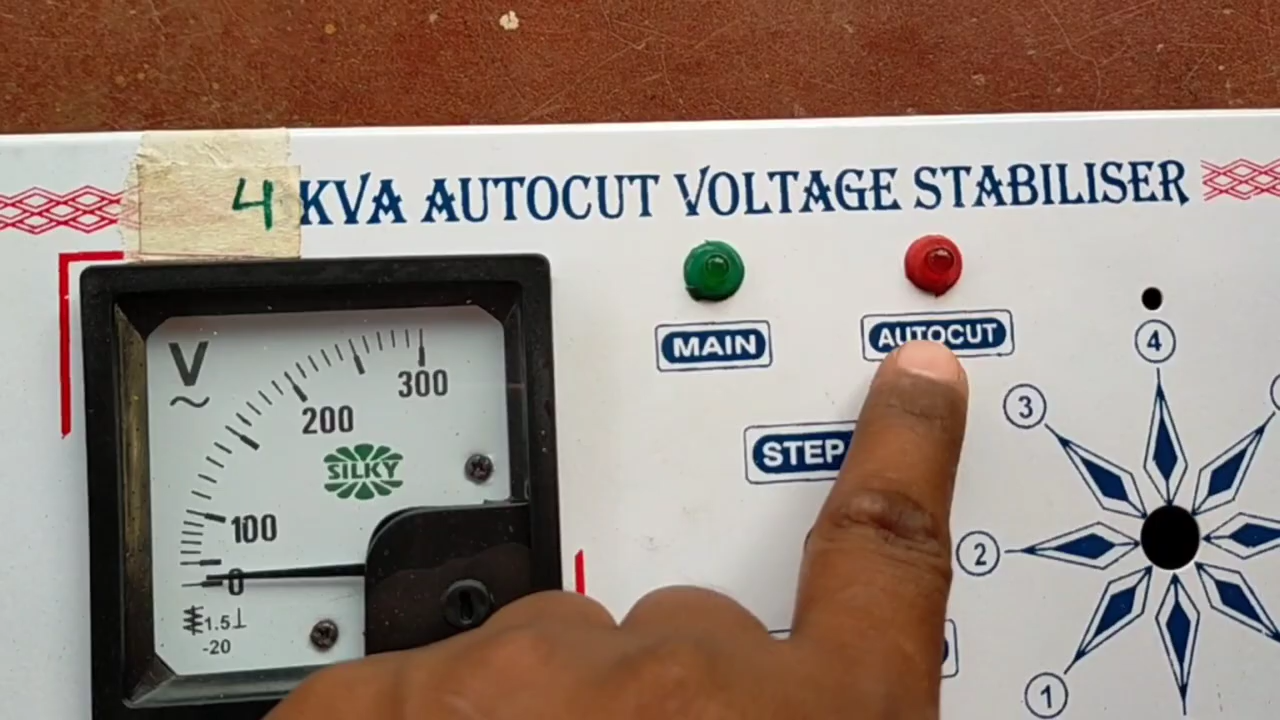 4 KVA AUTOCUT VOLTAGE STABILISER
MAIN
AUTOCUT
4
3
STEP
2
1
V
300
200
SILKY
100
0
1.5
-20